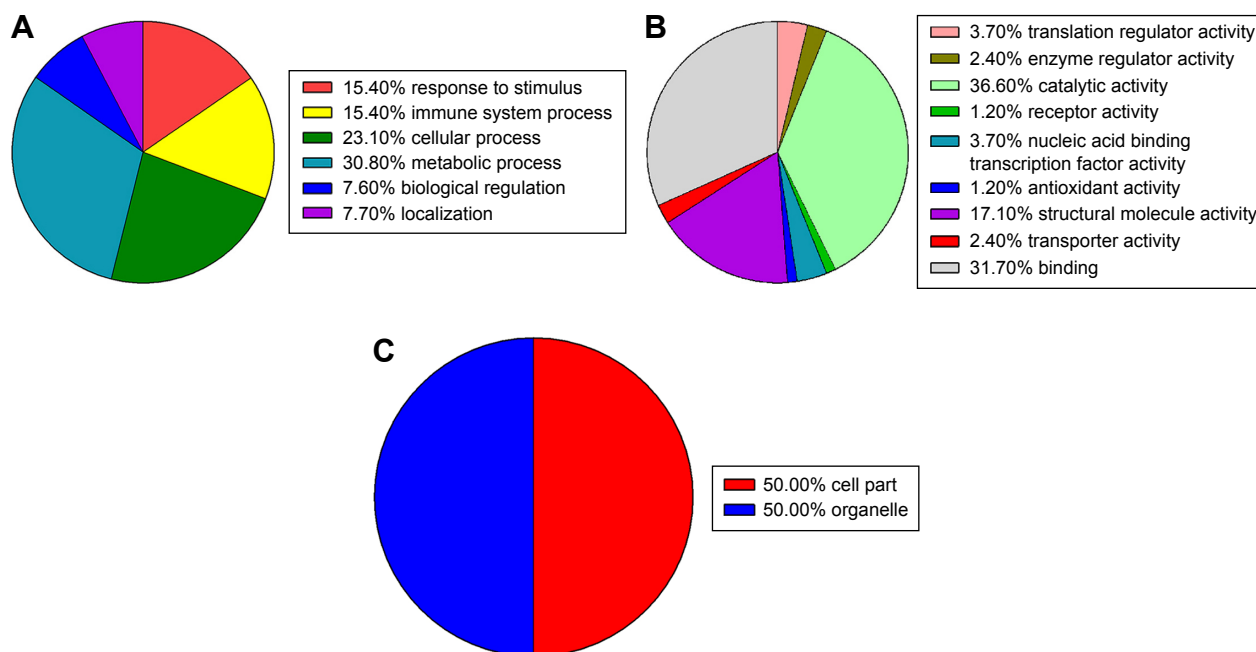 A
15.40% response to stimulus
15.40% immune system process
23.10% cellular process
30.80% metabolic process
7.60% biological regulation
7.70% localization
B
3.70% translation regulator activity
2.40% enzyme regulator activity
36.60% catalytic activity
1.20% receptor activity
3.70% nucleic acid binding
transcription factor activity
1.20% antioxidant activity
17.10% structural molecule activity
2.40% transporter activity
31.70% binding
C
50.00% cell part
50.00% organelle